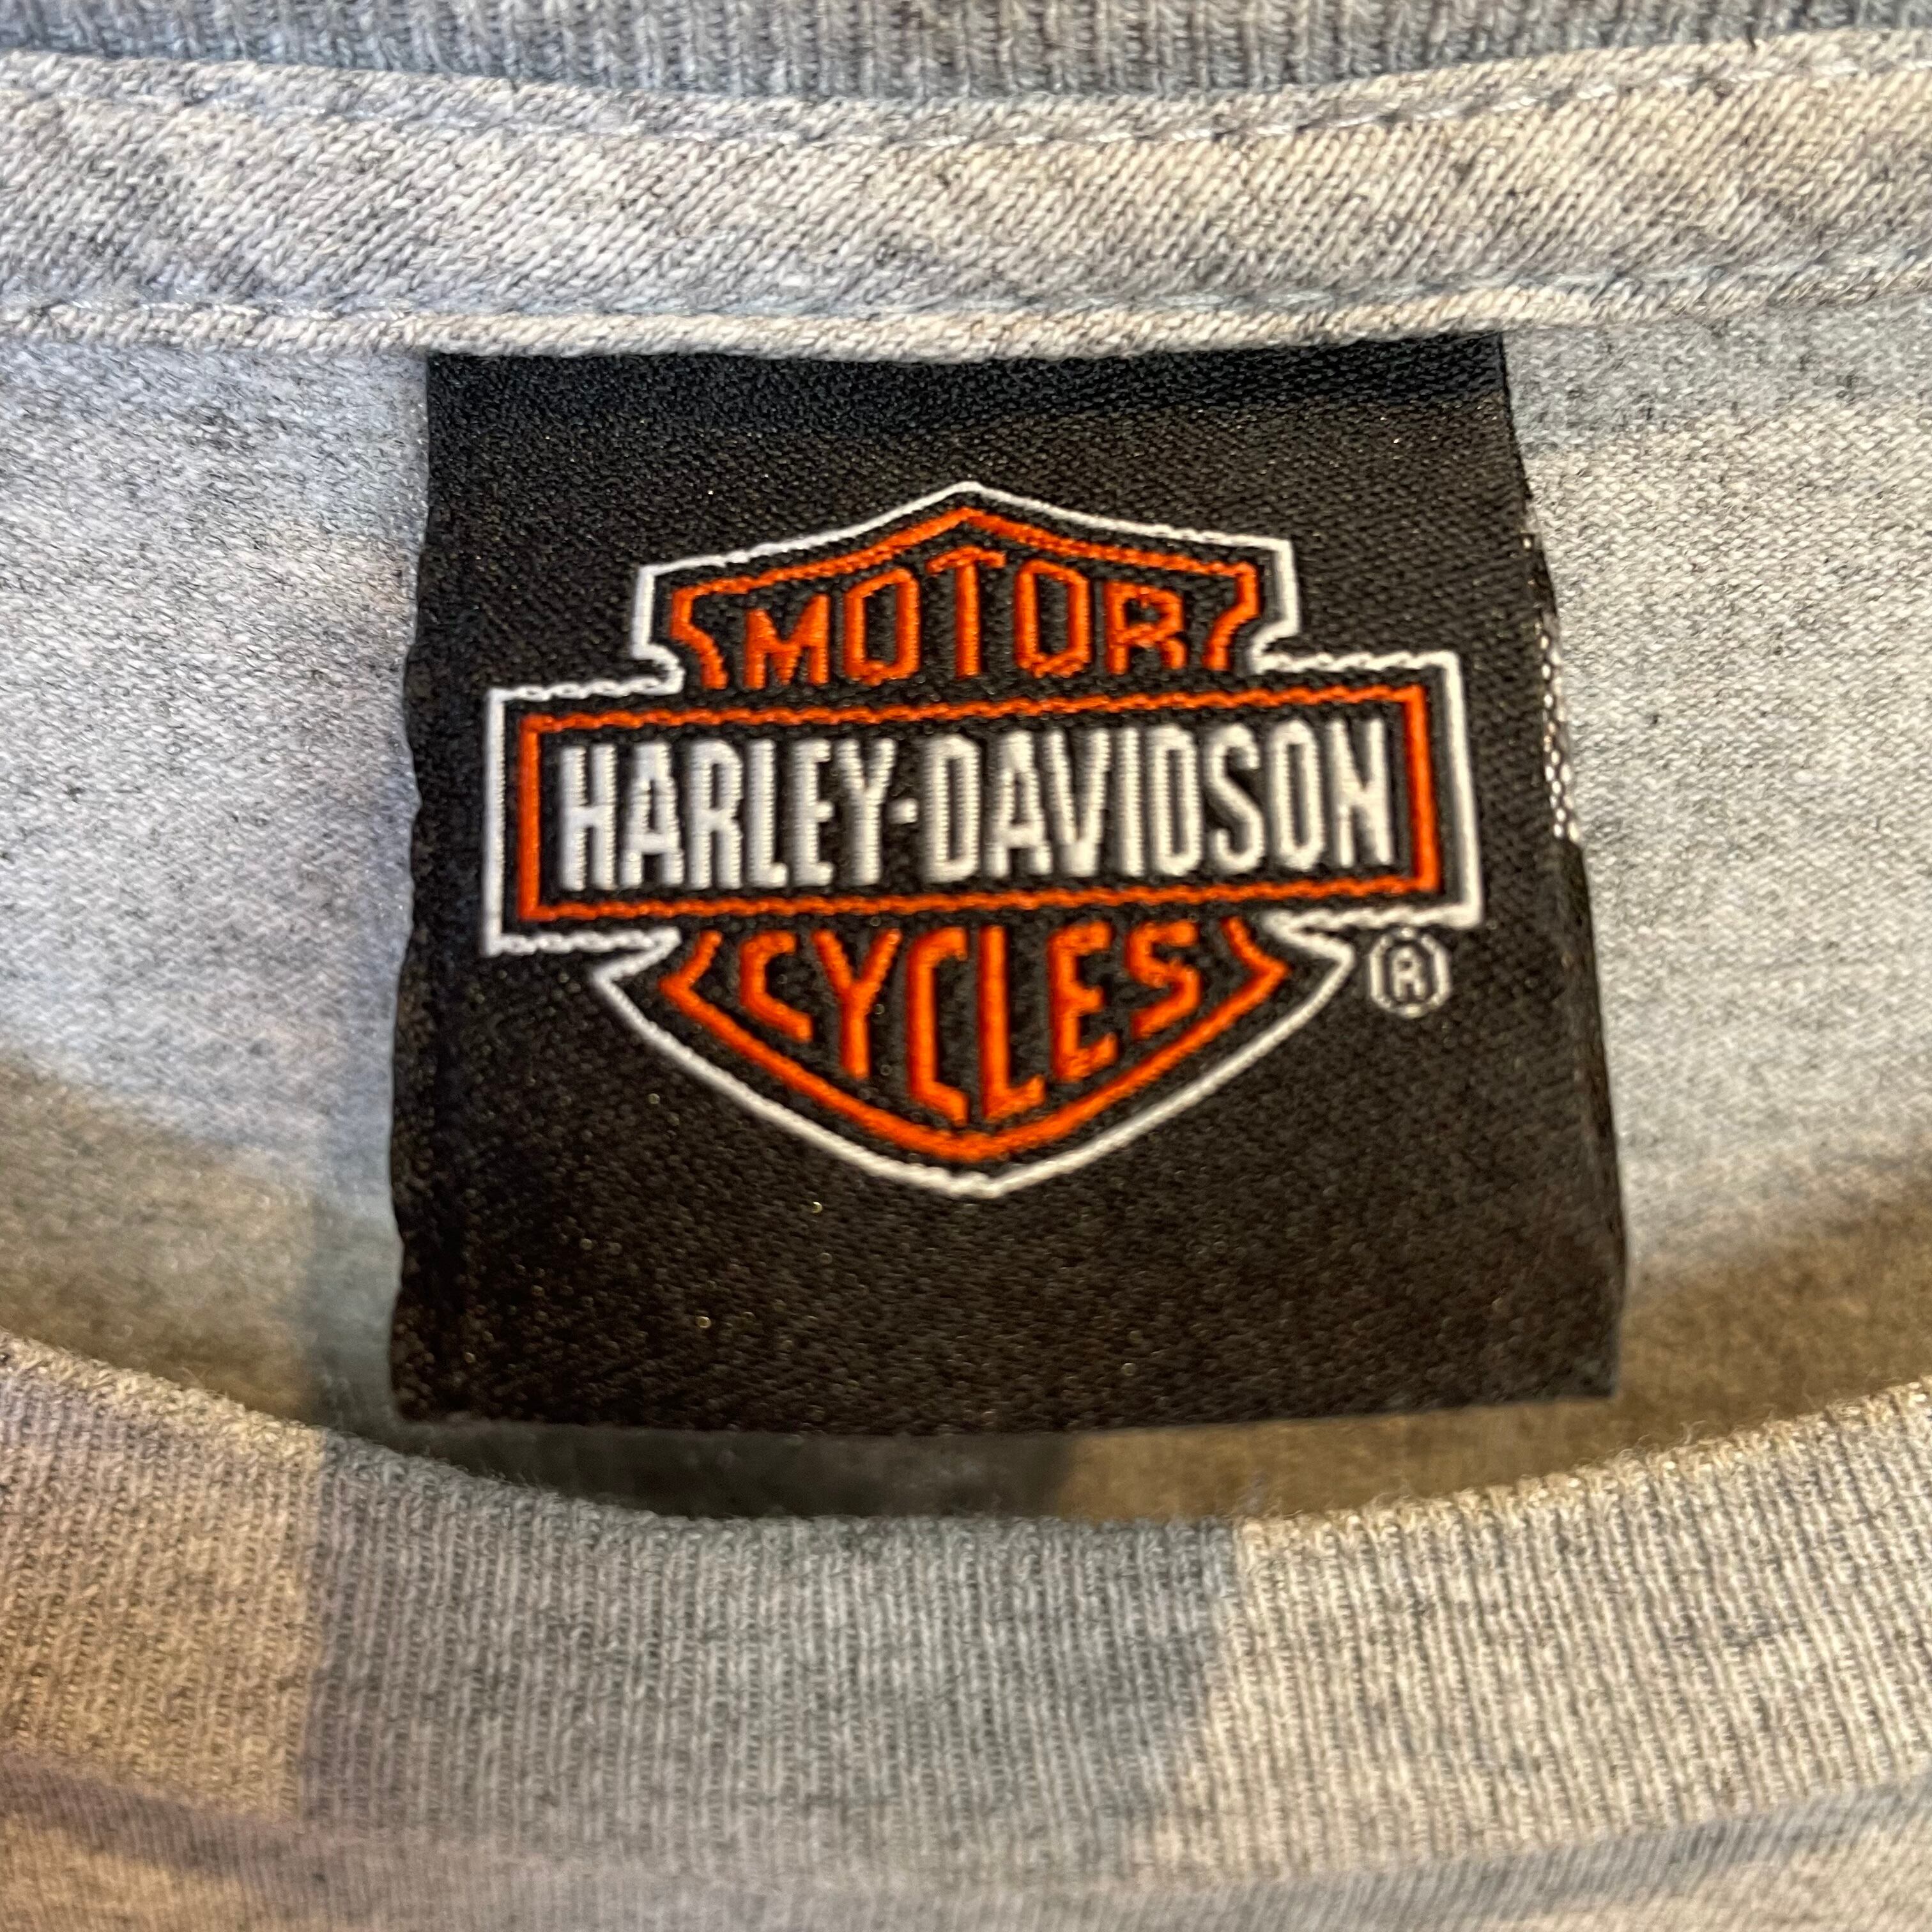 MOTOR
HARLEY-DAVIDSON
CYCLES
®